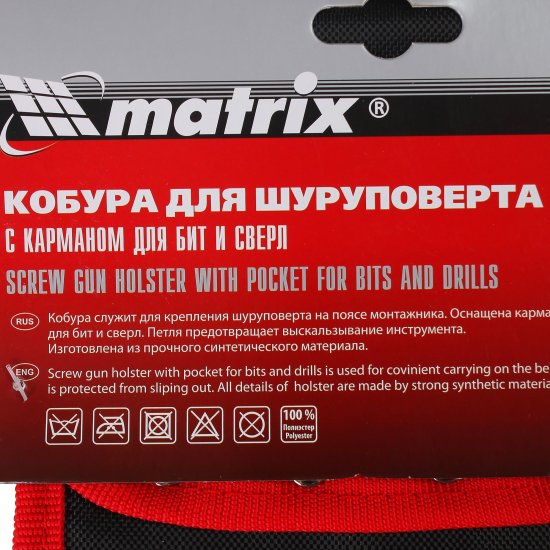 matrix®
КОБУРА ДЛЯ ШУРУПОВЕРТА
С КАРМАНОМ ДЛЯ БИТ И СВЕРЛ
SCREW GUN HOLSTER WITH POCKET FOR BITS AND DRILLS
RUS Кобура служит для крепления шуруповерта на поясе монтажника. Оснащена
для бит и сверл. Петля предотвращает выскальзывание инструмента.
Изготовлена из прочного синтетического материала.
ENG Screw gun holster with pocket for bits and drills is used for covinient carrying on the
is protected from sliping out. All details of holster are made by strong synthetic
100 %
Полиэстер
Polyester